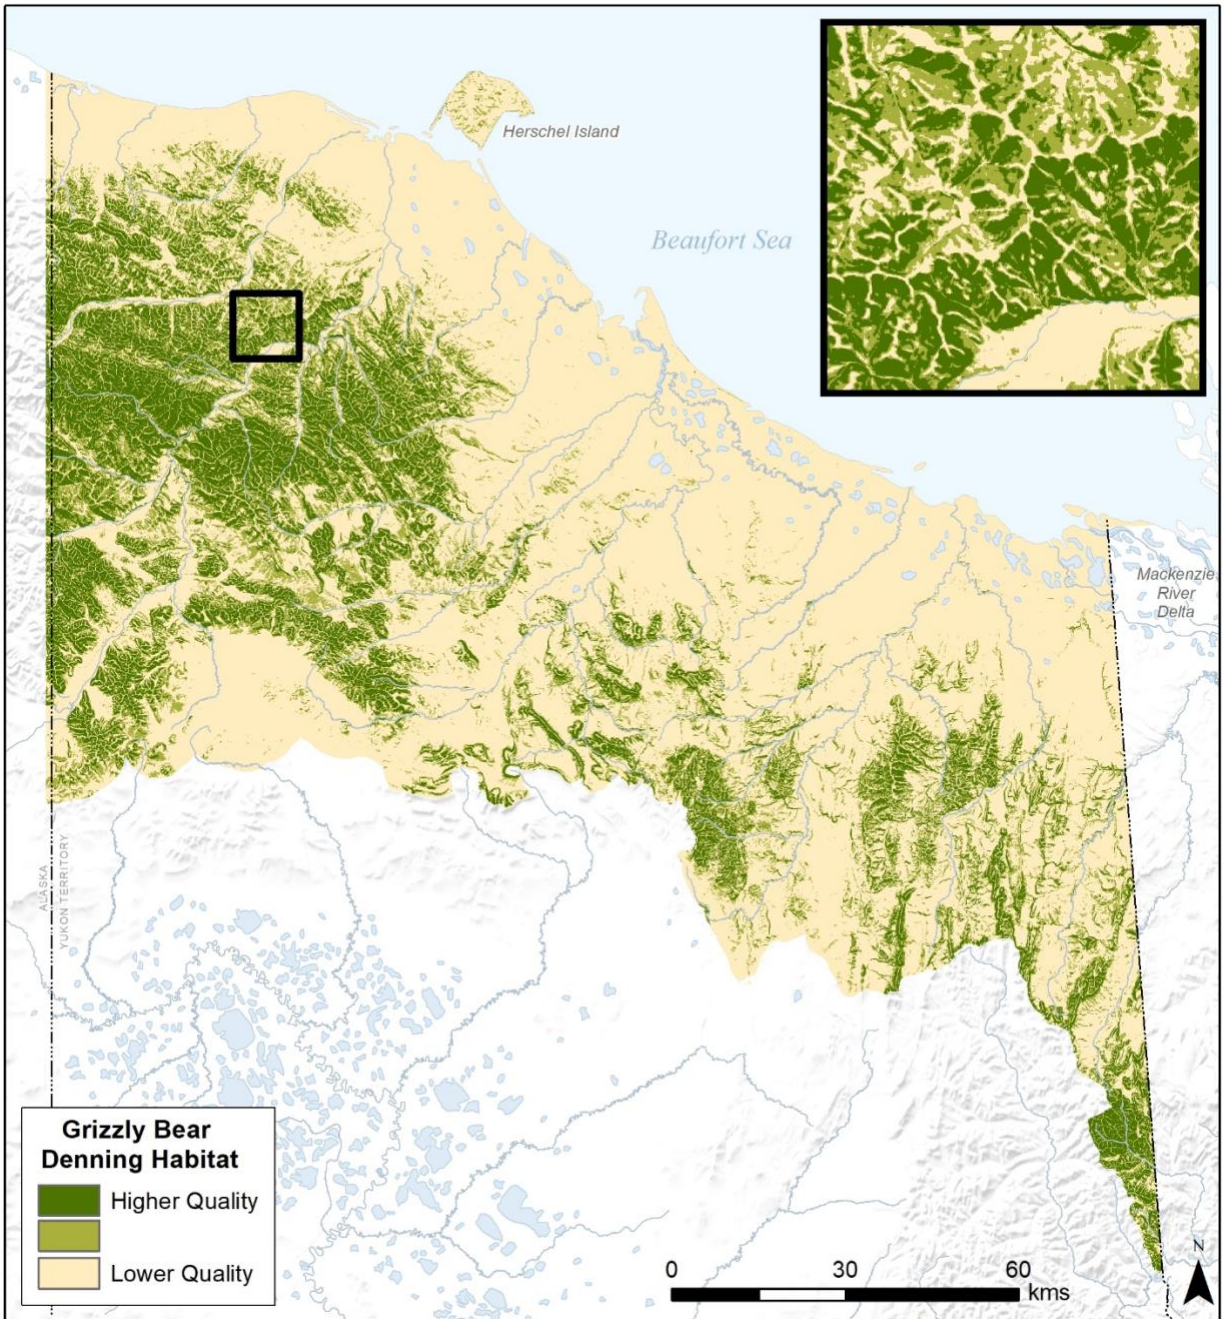 Herschel Island
Beaufort Sea
Mackenzie
River
Delta
ALASKA
YUKON TERRITORY
Grizzly Bear
Denning Habitat
Higher Quality
Lower Quality
0 30 60
kms
N